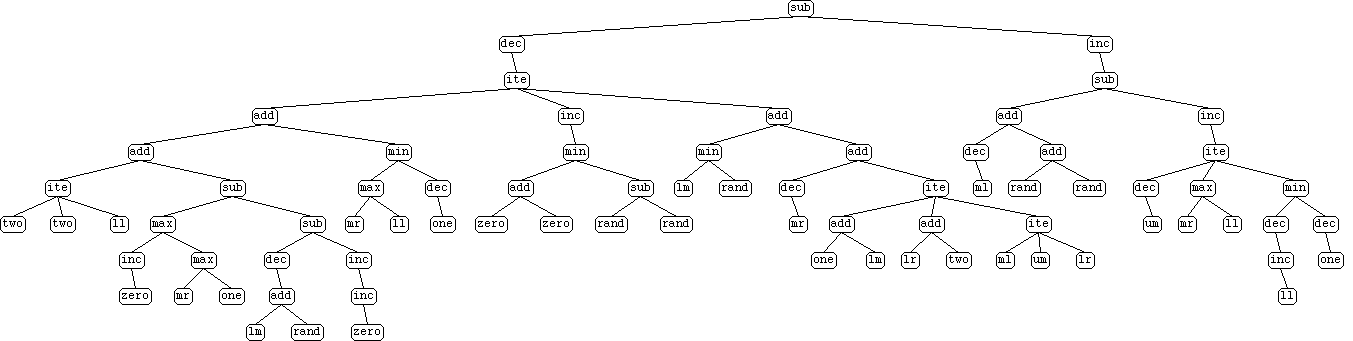 sub
dec inc
ite sub
add inc add add inc
add min min min add dec add ite
ite sub max dec add sub lm rand dec ite ml rand rand dec max min
two two ll max sub mr ll one zero zero rand rand mr add add ite um mr ll dec dec
inc max dec inc one lm lr two ml um lr inc one
zero mr one add inc ll
lm rand zero